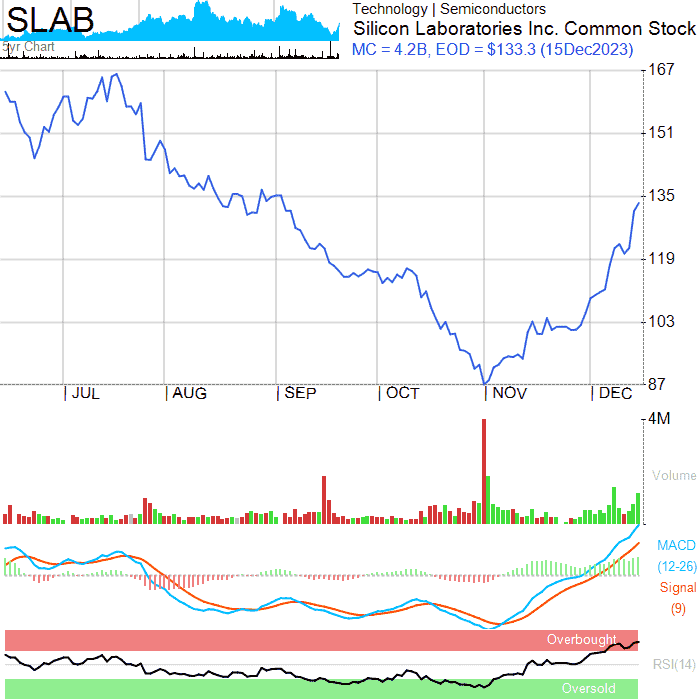 SLAB
5yr Chart
Technology | Semiconductors
Silicon Laboratories Inc. Common Stock
MC = 4.2B, EOD = $133.3 (15Dec2023)
167
151
135
119
103
87
JUL
AUG
SEP
OCT
NOV
DEC
4M
Volume
MACD
(12-26)
Signal
(9)
Overbought
RSI(14)
Oversold